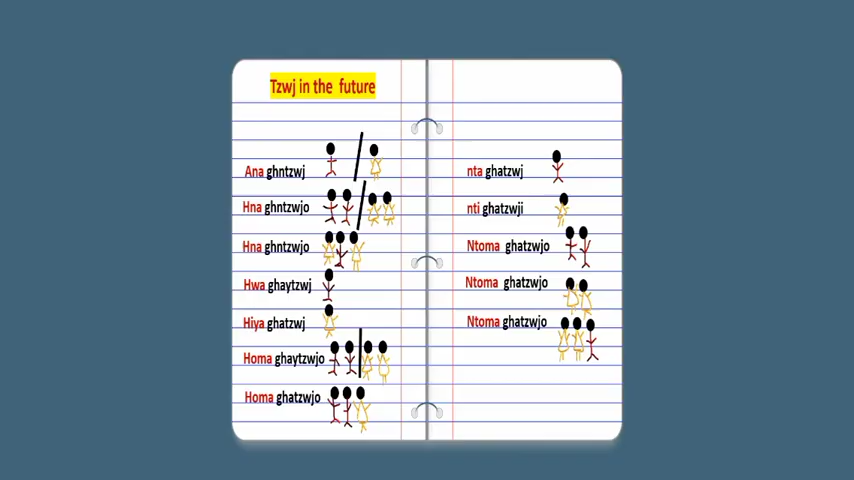 Tzwj in the future
Ana ghntzwj
Hna ghntzwjo
Hna ghntzwjo
Hwa ghaytzwj
Hiya ghatzwj
Homa ghaytzwjo
Homa ghatzwjo
nta ghatzwj
nti ghatzwji
Ntoma ghatzwjo
Ntoma ghatzwjo
Ntoma ghatzwjo